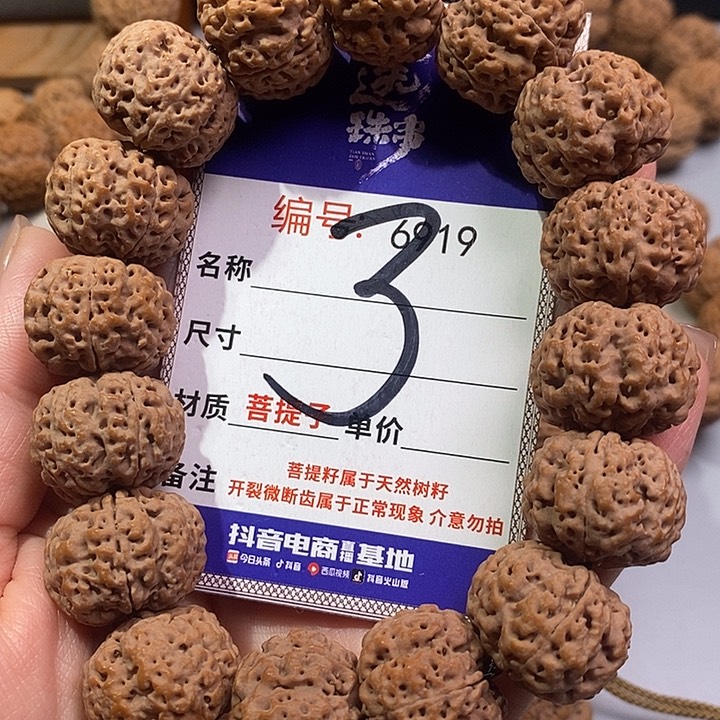 珠串
编号: 6919
3
名称
尺寸
材质 菩提子 单价
备注
菩提籽属于天然树籽
开裂微断齿属于正常现象 介意勿拍
抖音电商直播基地
今日头条 抖音 西瓜视频 抖音火山版